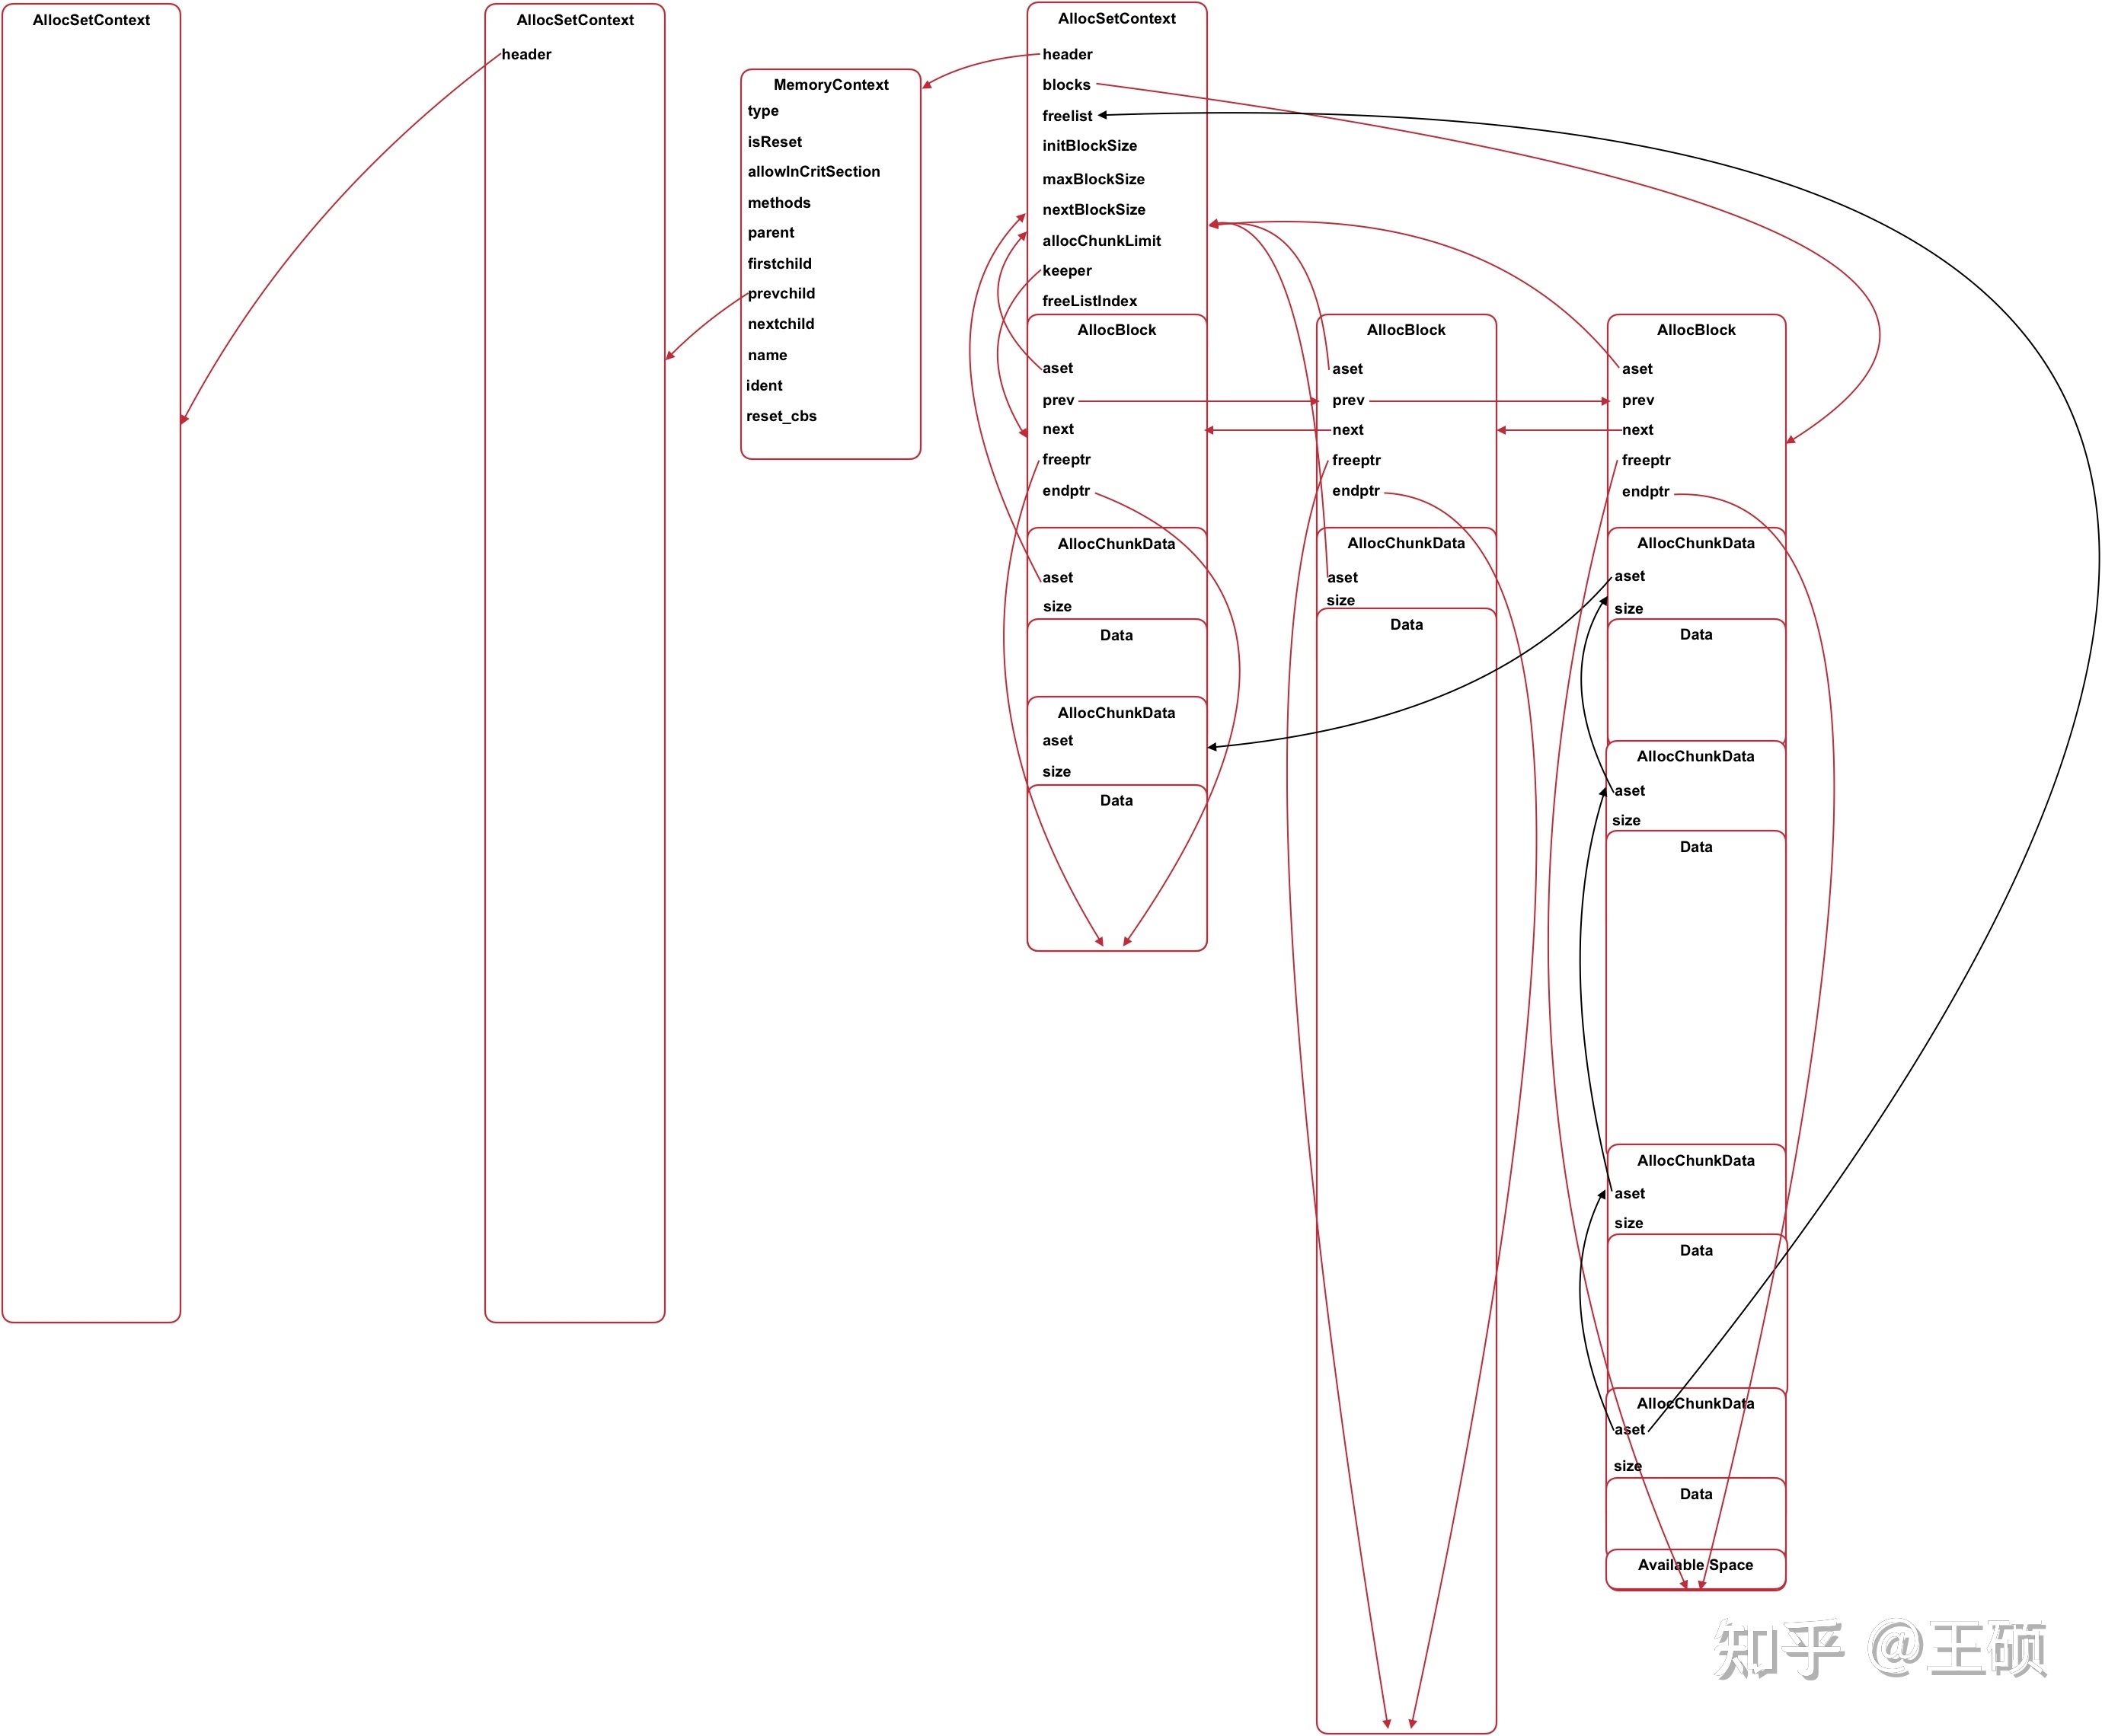 AllocSetContext
AllocSetContext
header
MemoryContext
type
isReset
allowInCritSection
methods
parent
firstchild
prevchild
nextchild
name
ident
reset_cbs
AllocSetContext
header
blocks
freelist
initBlockSize
maxBlockSize
nextBlockSize
allocChunkLimit
keeper
freeListIndex
AllocBlock
aset
prev
next
freeptr
endptr
AllocChunkData
aset
size
Data
AllocChunkData
aset
size
Data
AllocBlock
aset
prev
next
freeptr
endptr
AllocChunkData
aset
size
Data
AllocBlock
aset
prev
next
freeptr
endptr
AllocChunkData
aset
size
Data
AllocChunkData
aset
size
Data
AllocChunkData
aset
size
Data
AllocChunkData
aset
size
Data
Available Space
知乎 @王硕